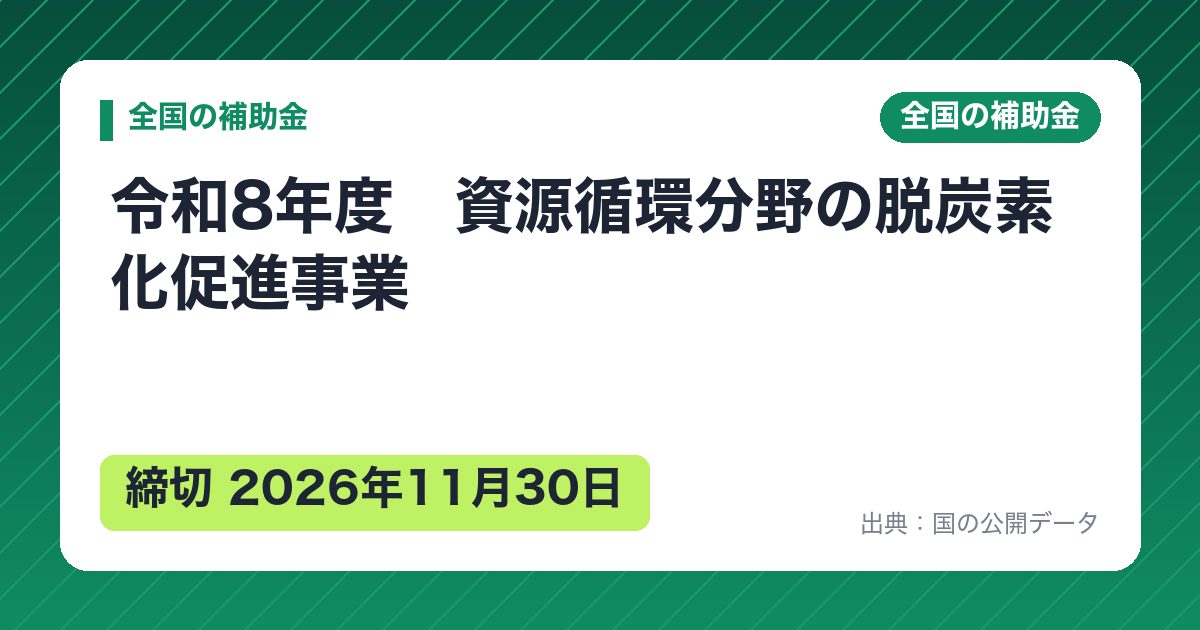 全国の補助金
全国の補助金
令和8年度　資源循環分野の脱炭素
化促進事業
締切 2026年11月30日
出典：国の公開データ